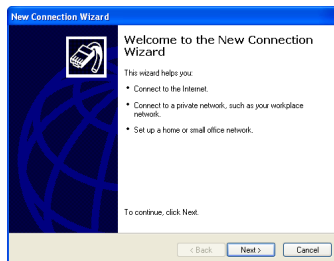 New Connection Wizard
Welcome to the New Connection
Wizard
This wizard helps you:
• Connect to the Internet.
• Connect to a private network, such as your workplace
network.
• Set up a home or small office network.
To continue, click Next.
< Back
Next >
Cancel